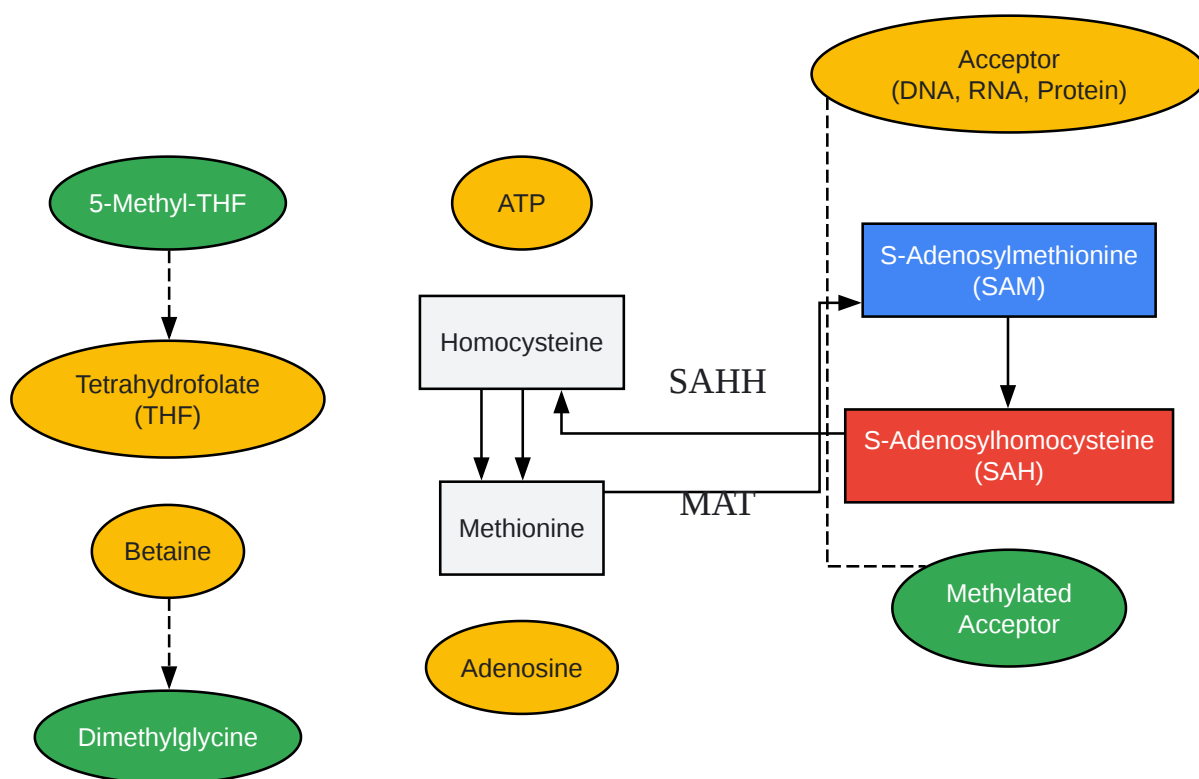 Acceptor
(DNA, RNA, Protein)
5-Methyl-THF
ATP
S-Adenosylmethionine
(SAM)
Homocysteine
SAHH
Tetrahydrofolate
(THF)
S-Adenosylhomocysteine
(SAH)
MAT
Methionine
Betaine
Methylated
Acceptor
Adenosine
Dimethylglycine